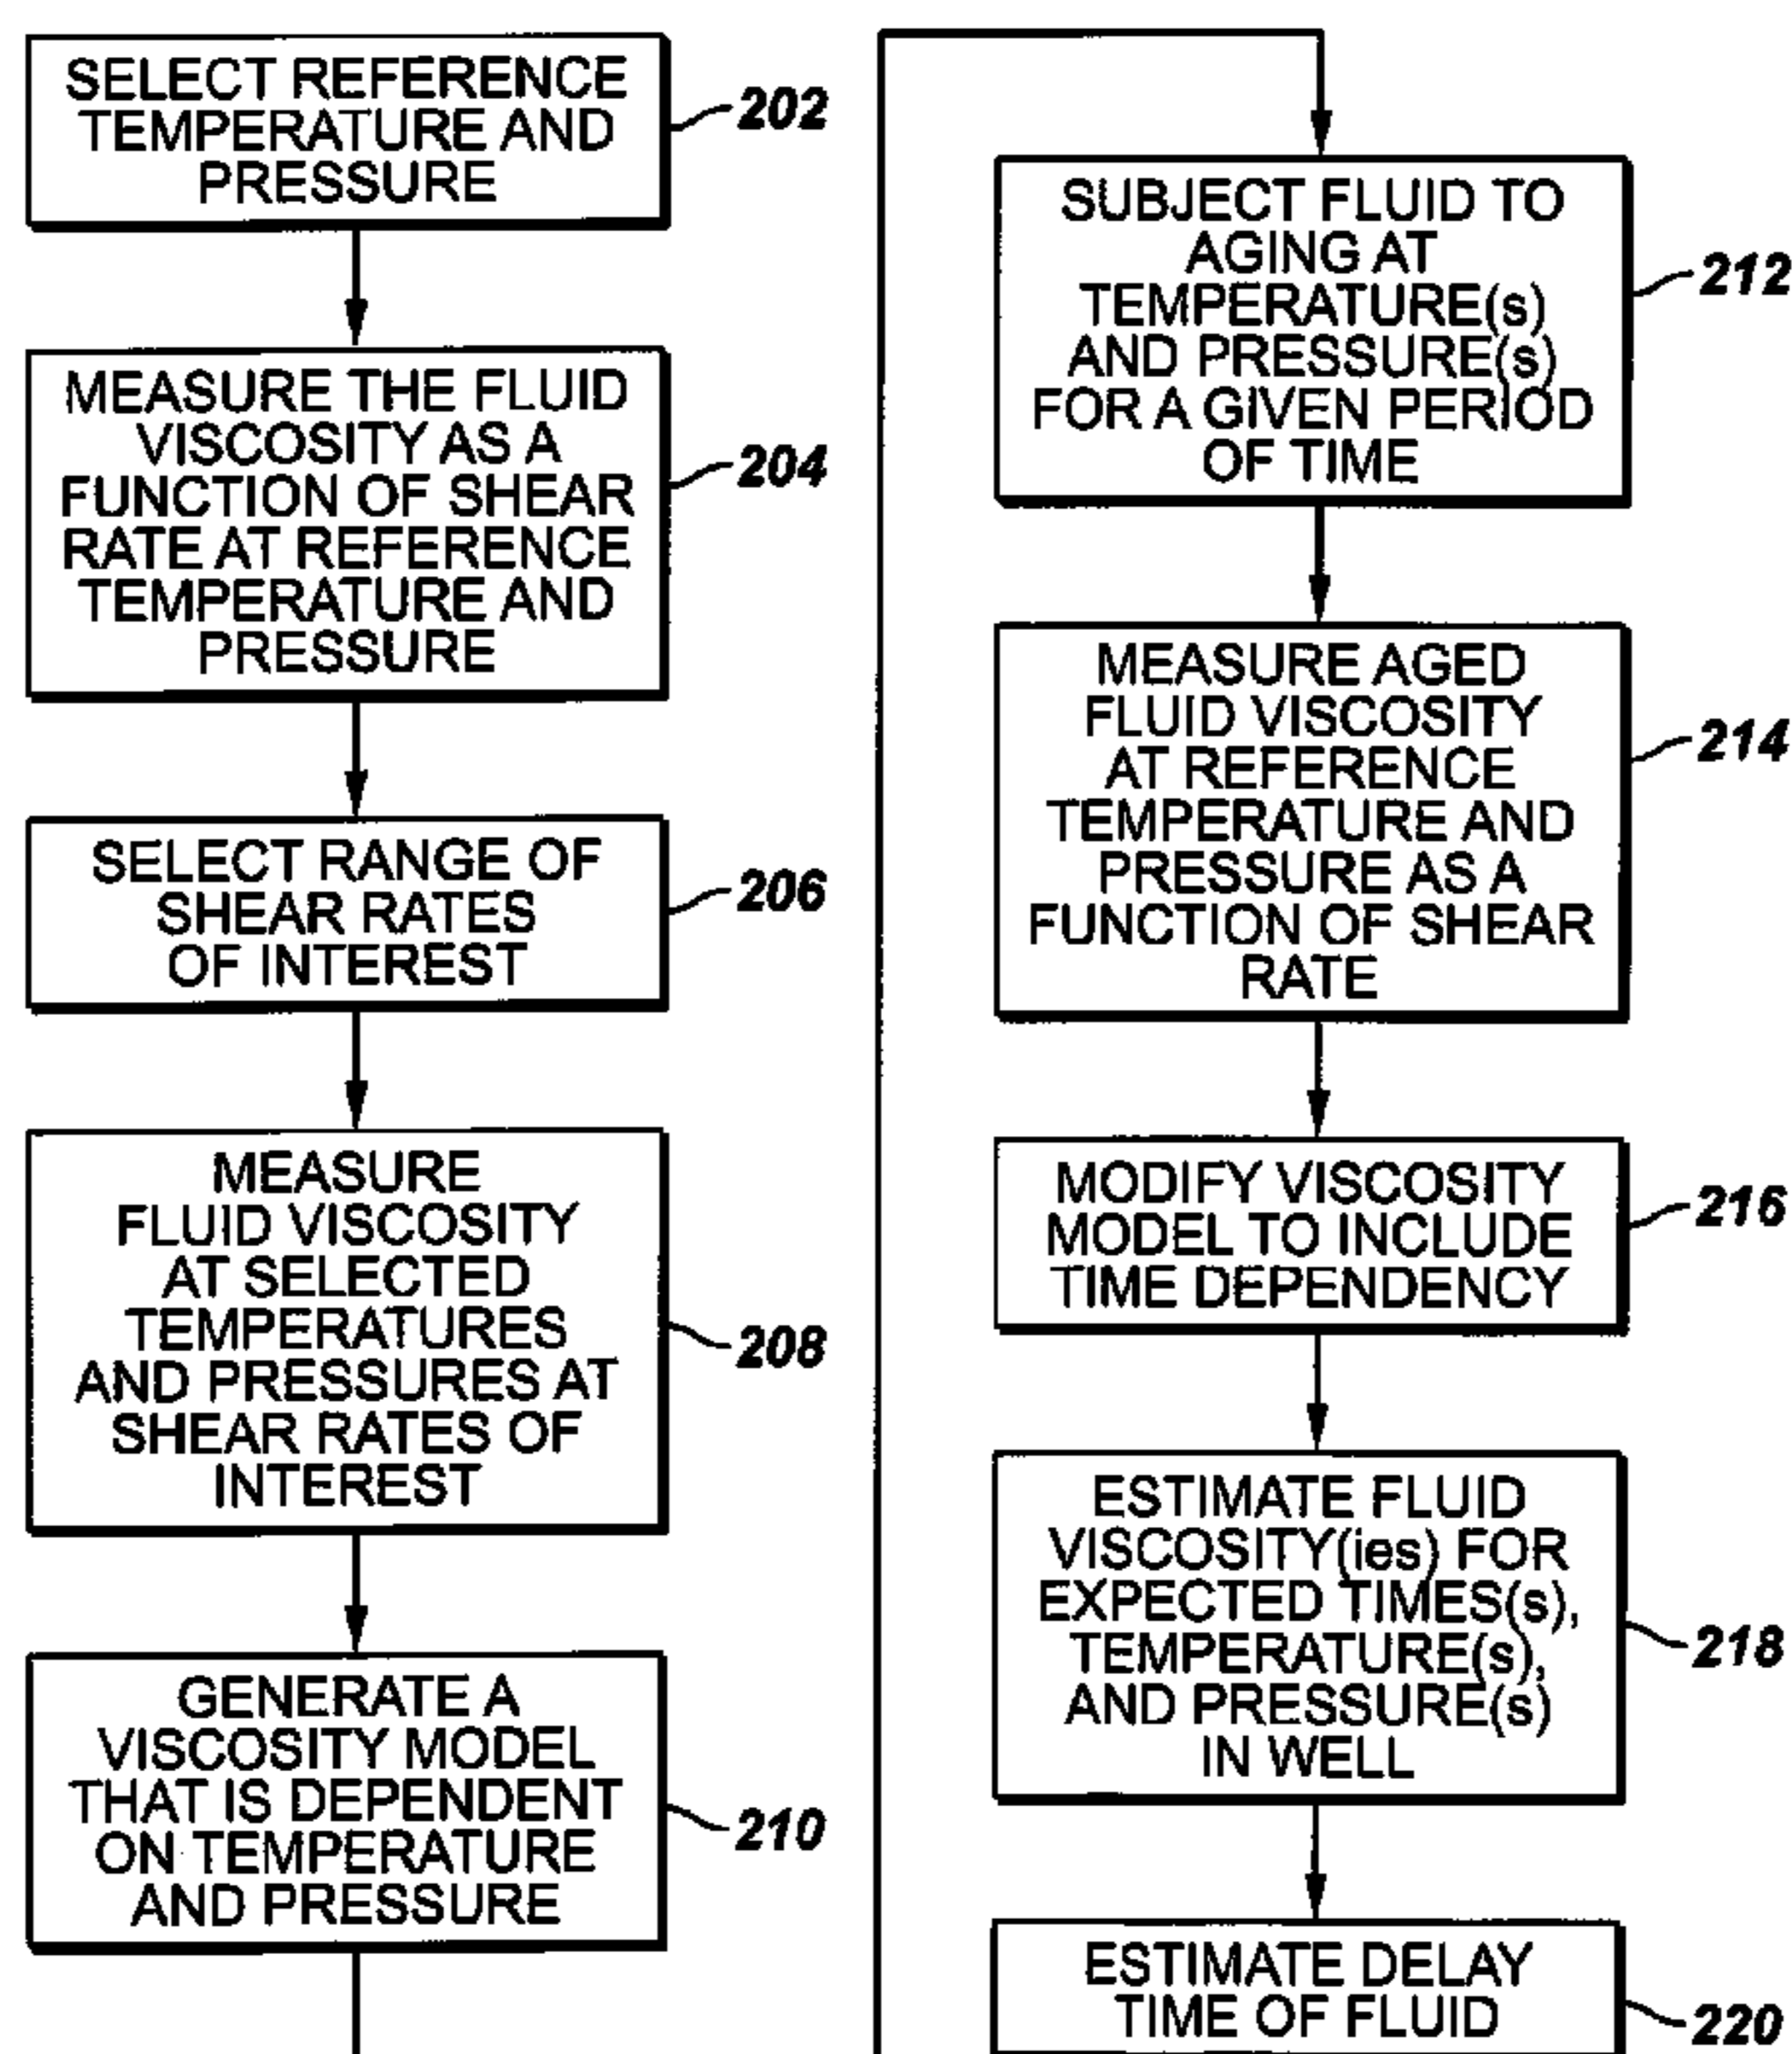 SELECT REFERENCE
TEMPERATURE AND
PRESSURE
202
MEASURE THE FLUID
VISCOSITY AS A
FUNCTION OF SHEAR
RATE AT REFERENCE
TEMPERATURE AND
PRESSURE
204
SELECT RANGE OF
SHEAR RATES
OF INTEREST
206
MEASURE
FLUID VISCOSITY
AT SELECTED
TEMPERATURES
AND PRESSURES AT
SHEAR RATES OF
INTEREST
208
GENERATE A
VISCOSITY MODEL
THAT IS DEPENDENT
ON TEMPERATURE
AND PRESSURE
210
SUBJECT FLUID TO
AGING AT
TEMPERATURE(s)
AND PRESSURE(s)
FOR A GIVEN PERIOD
OF TIME
212
MEASURE AGED
FLUID VISCOSITY
AT REFERENCE
TEMPERATURE AND
PRESSURE AS A
FUNCTION OF SHEAR
RATE
214
MODIFY VISCOSITY
MODEL TO INCLUDE
TIME DEPENDENCY
216
ESTIMATE FLUID
VISCOSITY(ies) FOR
EXPECTED TIMES(s),
TEMPERATURE(s),
AND PRESSURE(s)
IN WELL
218
ESTIMATE DELAY
TIME OF FLUID
220